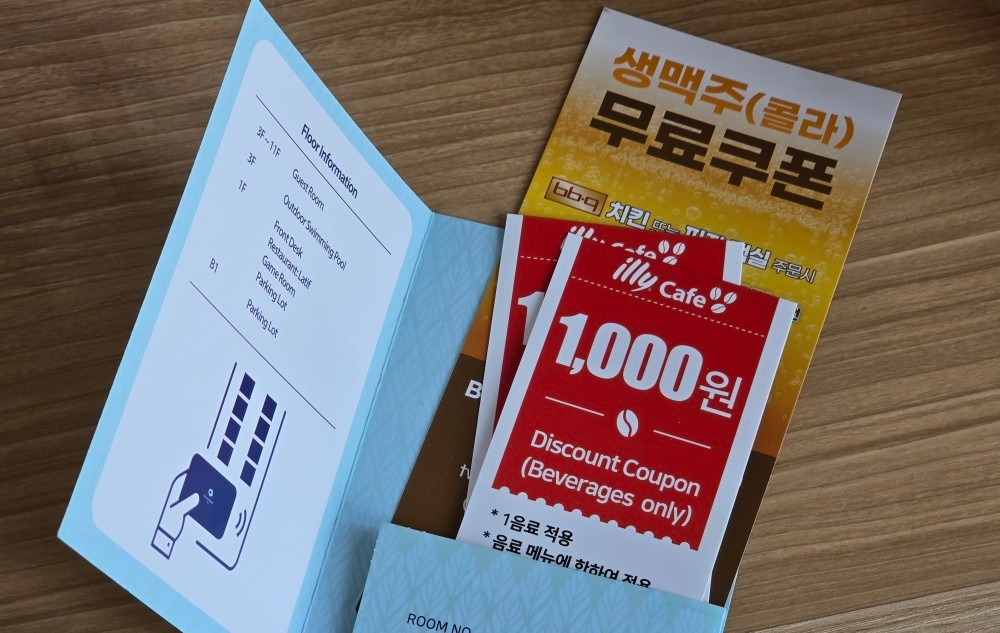 Floor Information
3F~11F Guest Room
3F Outdoor Swimming Pool
1F Front Desk
Restaurant: Latif
Game Room
Parking Lot
B1 Parking Lot
생맥주(콜라)
무료쿠폰
bb.q 치킨 또는 주문시
illy Cafe
illy Cafe
1,000원
Discount Coupon
(Beverages only)
* 1음료 적용
* 음료 메뉴에 한하여 적용
ROOM NO